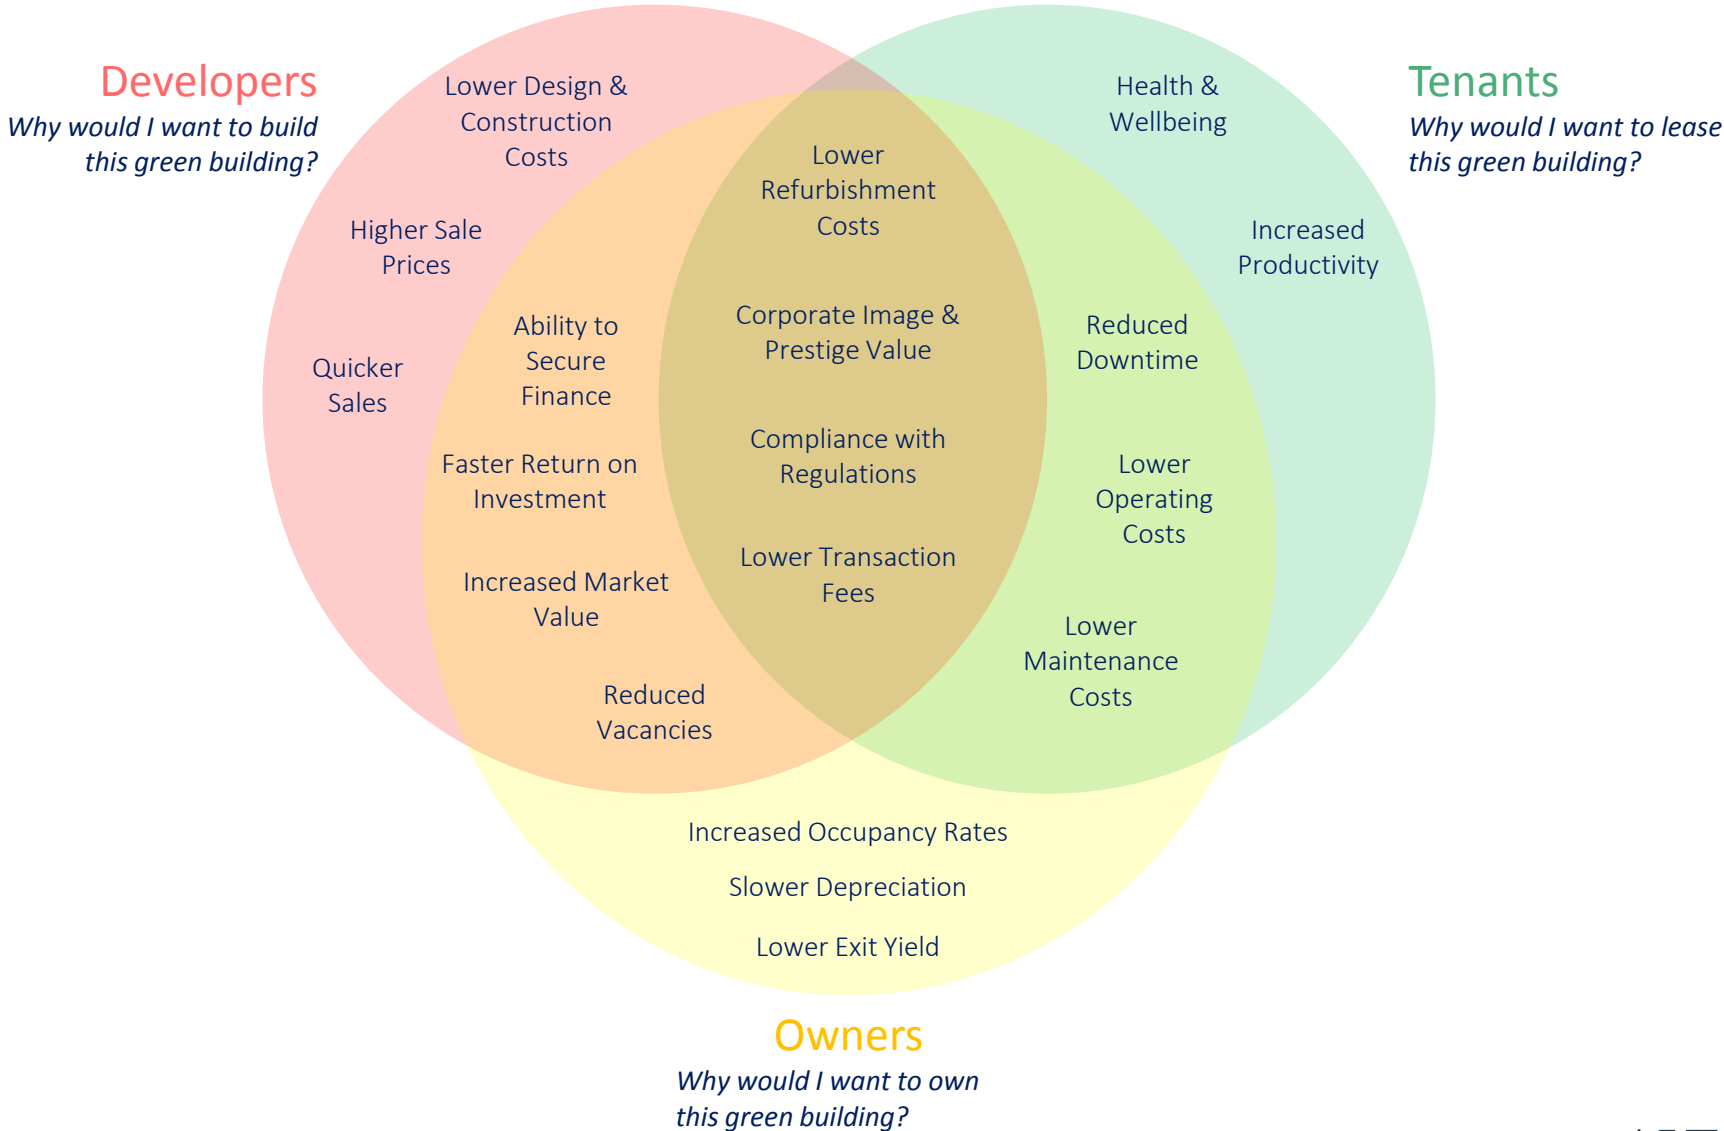 Developers
Why would I want to build
this green building?
Tenants
Why would I want to lease
this green building?
Lower Design &
Construction
Costs
Higher Sale
Prices
Quicker
Sales
Ability to
Secure
Finance
Faster Return on
Investment
Increased Market
Value
Reduced
Vacancies
Lower
Refurbishment
Costs
Corporate Image &
Prestige Value
Compliance with
Regulations
Lower Transaction
Fees
Health &
Wellbeing
Increased
Productivity
Reduced
Downtime
Lower
Operating
Costs
Lower
Maintenance
Costs
Increased Occupancy Rates
Slower Depreciation
Lower Exit Yield
Owners
Why would I want to own
this green building?